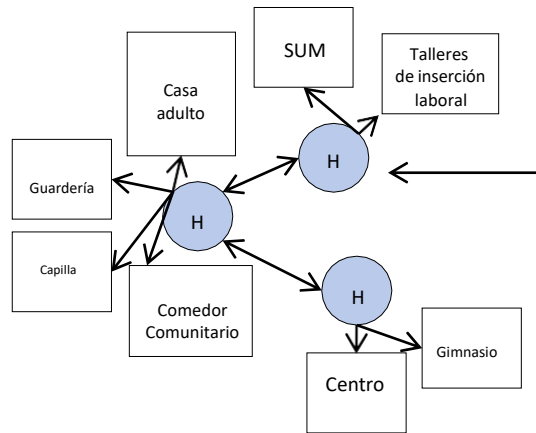 SUM
Talleres
de inserción
laboral
Casa
adulto
H
Guardería
H
Capilla
Comedor
Comunitario
H
Centro
Gimnasio